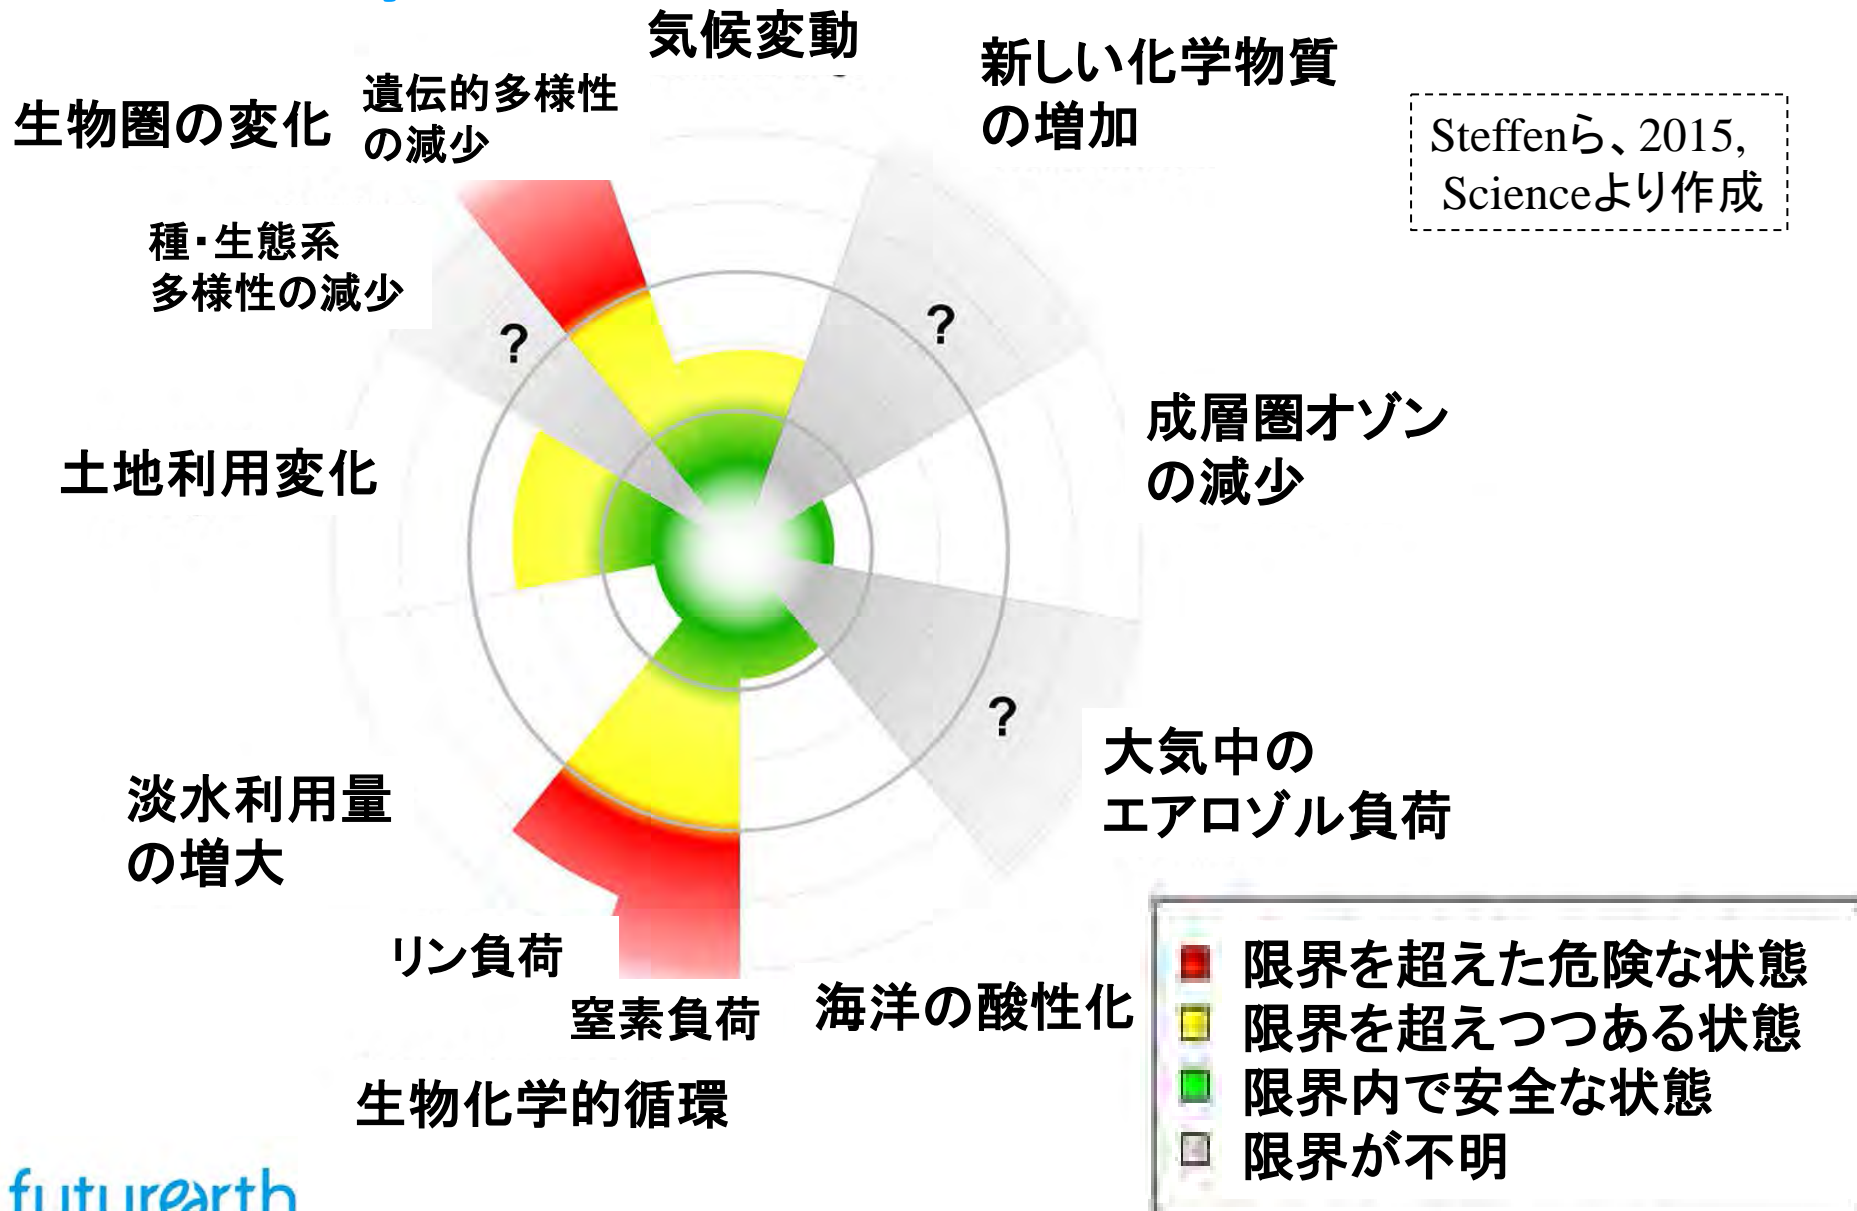 気候変動
新しい化学物質
の増加
生物圏の変化
遺伝的多様性
の減少
Steffenら、2015,
Scienceより作成
種・生態系
多様性の減少
?
?
成層圏オゾン
の減少
土地利用変化
?
大気中の
エアロゾル負荷
淡水利用量
の増大
リン負荷
窒素負荷
海洋の酸性化
生物化学的循環
限界を超えた危険な状態
限界を超えつつある状態
限界内で安全な状態
限界が不明
futurearth